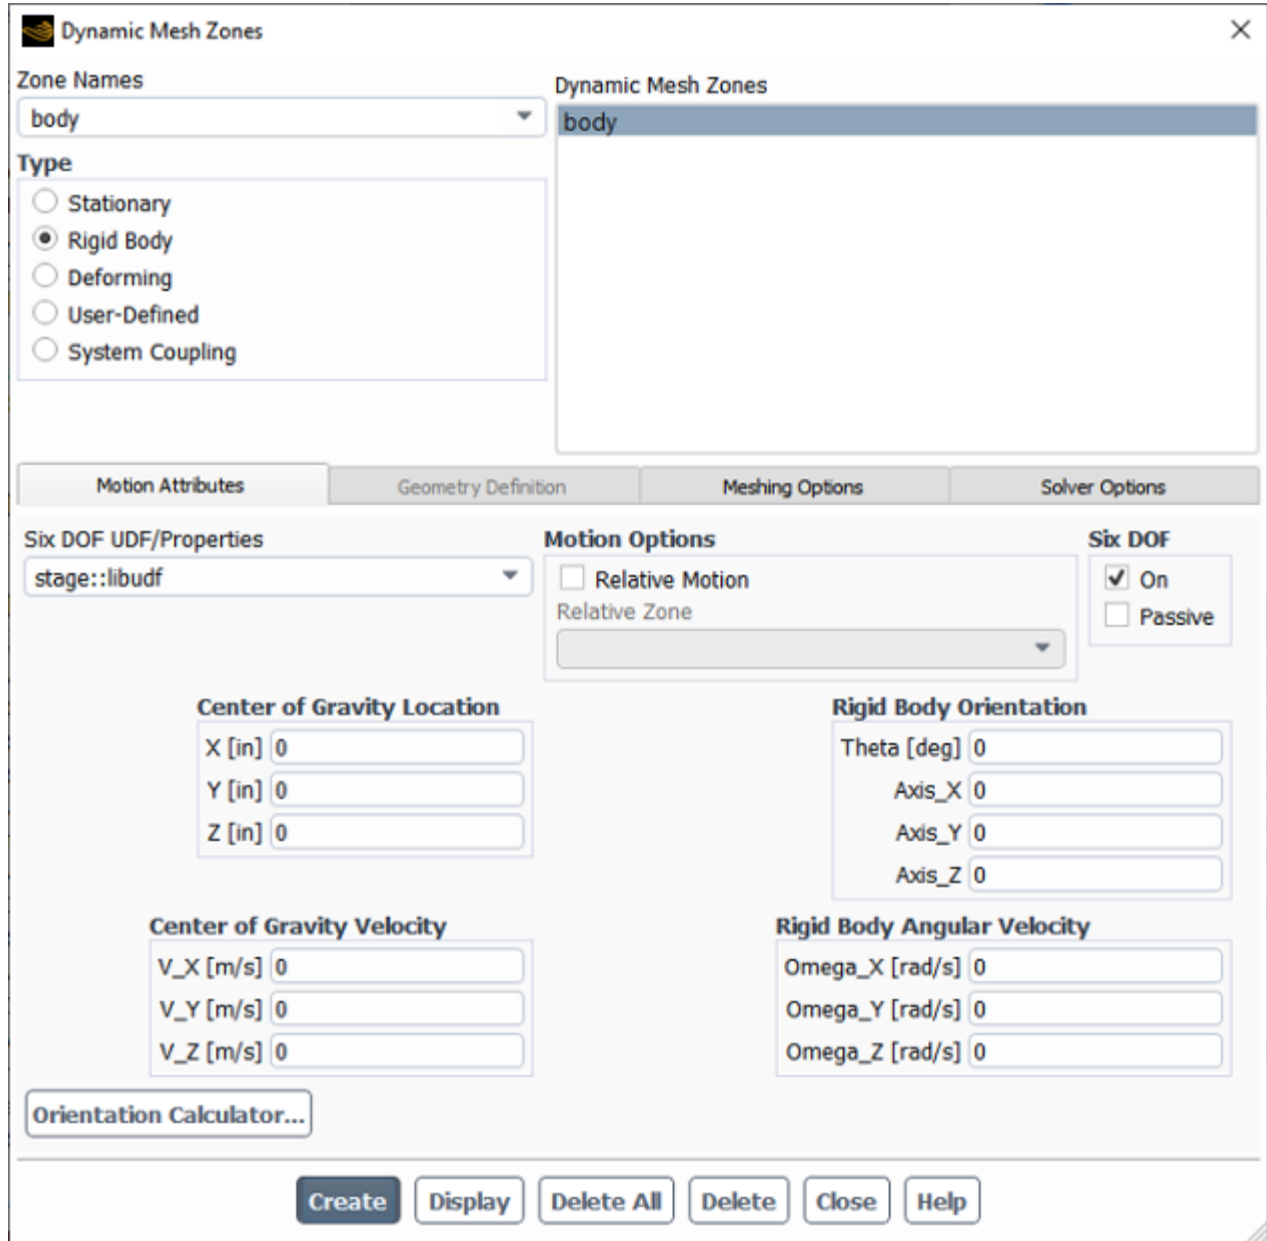 Dynamic Mesh Zones
Zone Names
body
Type
Stationary
Rigid Body
Deforming
User-Defined
System Coupling
Dynamic Mesh Zones
body
Motion Attributes
Geometry Definition
Meshing Options
Solver Options
Six DOF UDF/Properties
stage::libudf
Motion Options
Relative Motion
Relative Zone
Six DOF
On
Passive
Center of Gravity Location
X [in] 0
Y [in] 0
Z [in] 0
Rigid Body Orientation
Theta [deg] 0
Axis_X 0
Axis_Y 0
Axis_Z 0
Center of Gravity Velocity
V_X [m/s] 0
V_Y [m/s] 0
V_Z [m/s] 0
Rigid Body Angular Velocity
Omega_X [rad/s] 0
Omega_Y [rad/s] 0
Omega_Z [rad/s] 0
Orientation Calculator...
Create Display Delete All Delete Close Help